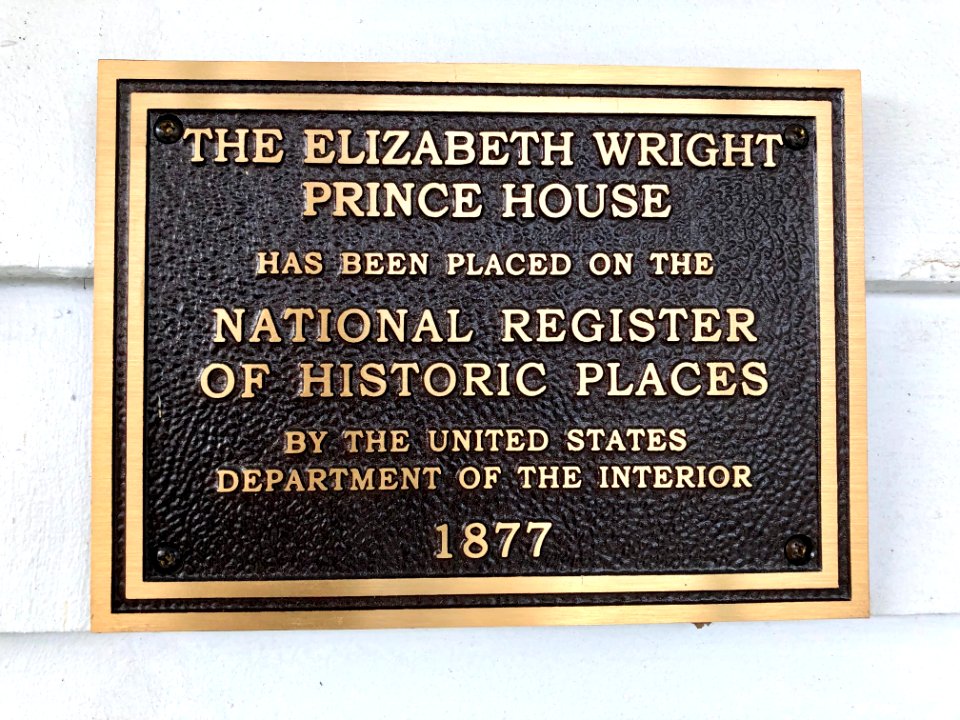 THE ELIZABETH WRIGHT
PRINCE HOUSE
HAS BEEN PLACED ON THE
NATIONAL REGISTER
OF HISTORIC PLACES
BY THE UNITED STATES
DEPARTMENT OF THE INTERIOR
1877